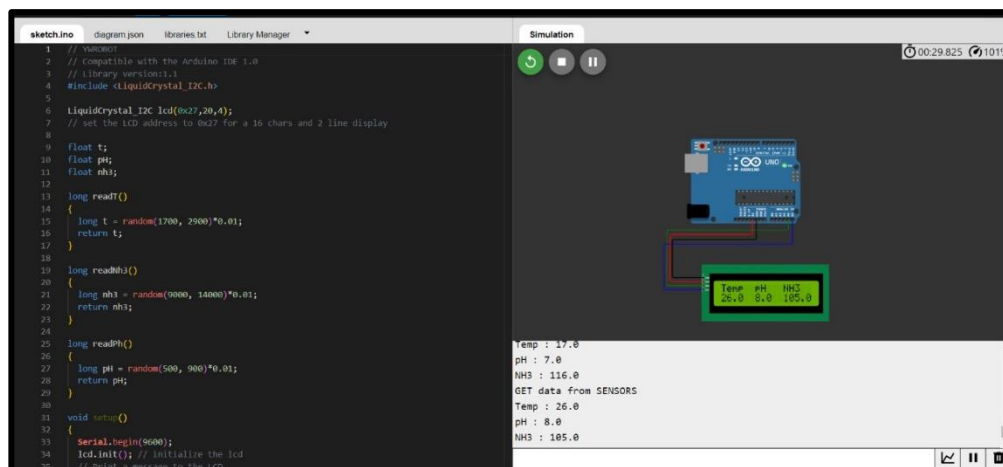 sketch.ino diagram.json libraries.txt Library Manager
1 // YWROBOT
2 // Compatible with the Arduino IDE 1.0
3 // Library version:1.1
4 #include <LiquidCrystal_I2C.h>
5
6 LiquidCrystal_I2C lcd(0x27,20,4);
7 // set the LCD address to 0x27 for a 16 chars and 2 line display
8
9 float t;
10 float pH;
11 float nh3;
12
13 long readT()
14 {
15 long t = random(1700, 2900)*0.01;
16 return t;
17 }
18
19 long readNh3()
20 {
21 long nh3 = random(9000, 14000)*0.01;
22 return nh3;
23 }
24
25 long readPh()
26 {
27 long pH = random(500, 900)*0.01;
28 return pH;
29 }
30
31 void setup()
32 {
33 Serial.begin(9600);
34 lcd.init(); // initialize the lcd
Simulation
00:29.825 101%
UNO
Temp pH NH3
26.0 8.0 105.0
Temp : 17.0
pH : 7.0
NH3 : 116.0
GET data from SENSORS
Temp : 26.0
pH : 8.0
NH3 : 105.0